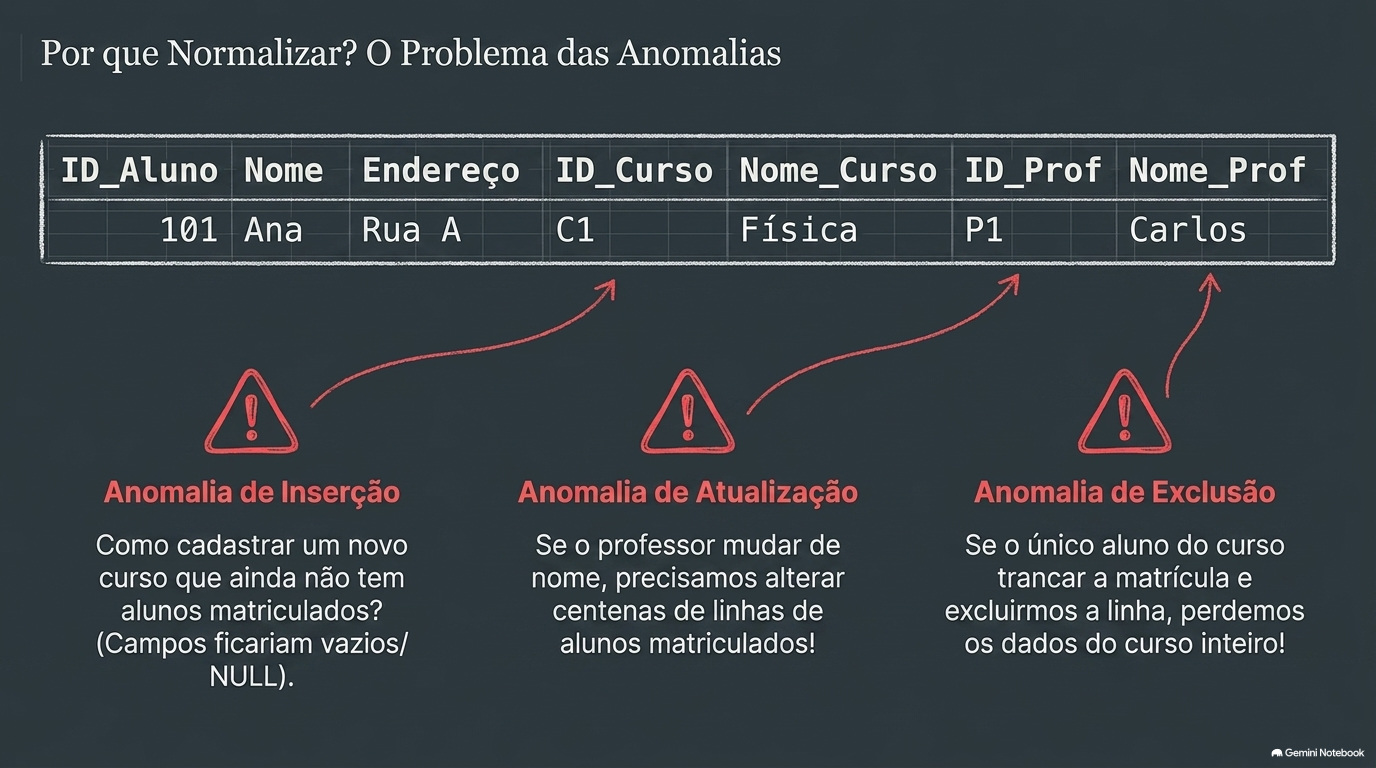 Por que Normalizar? O Problema das Anomalias
ID_Aluno Nome Endereço ID_Curso Nome_Curso ID_Prof Nome_Prof
101 Ana Rua A C1 Física P1 Carlos
Anomalia de Inserção
Como cadastrar um novo
curso que ainda não tem
alunos matriculados?
(Campos ficariam vazios/
NULL).
Anomalia de Atualização
Se o professor mudar de
nome, precisamos alterar
centenas de linhas de
alunos matriculados!
Anomalia de Exclusão
Se o único aluno do curso
trancar a matrícula e
excluirmos a linha, perdemos
os dados do curso inteiro!
Gemini Notebook